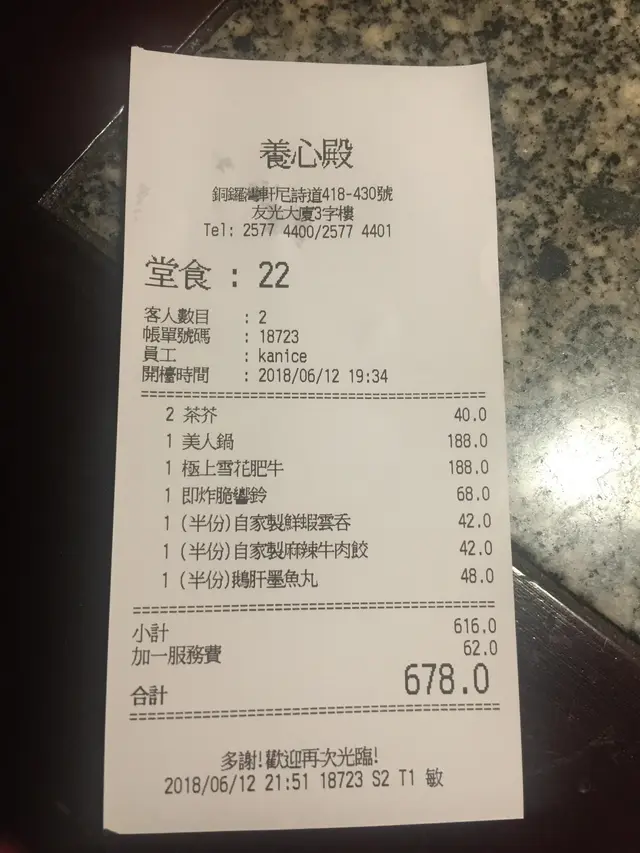 養心殿
銅鑼灣軒尼詩道418-430號
友光大廈3字樓
Tel: 2577 4400/2577 4401
堂食 : 22
客人數目 : 2
帳單號碼 : 18723
員工 : kanice
開檯時間 : 2018/06/12 19:34
2 茶芥 40.0
1 美人鍋 188.0
1 極上雪花肥牛 188.0
1 即炸脆響鈴 68.0
1 (半份)自家製鮮蝦雲吞 42.0
1 (半份)自家製麻辣牛肉餃 42.0
1 (半份)鵝肝墨魚丸 48.0
小計 616.0
加一服務費 62.0
合計 678.0
多謝!歡迎再次光臨!
2018/06/12 21:51 18723 S2 T1 敏